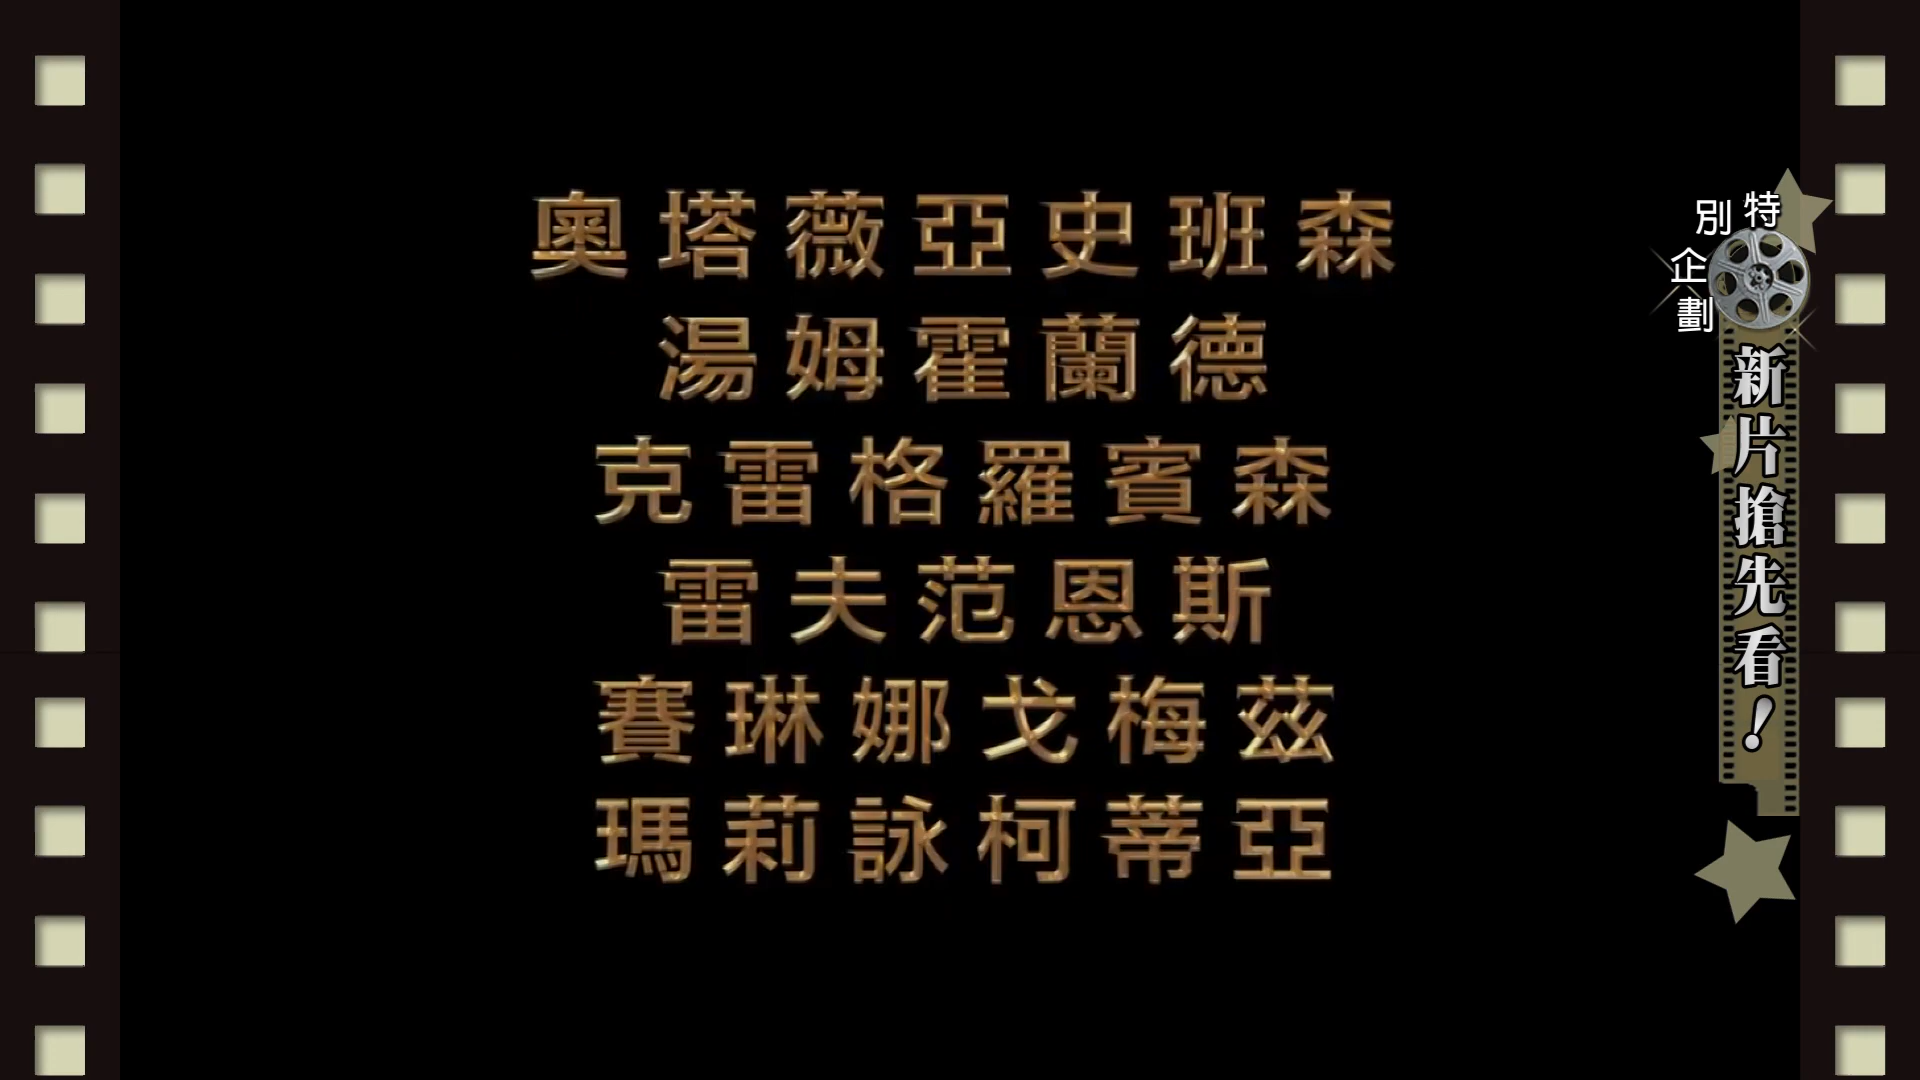 奧塔薇亞史班森
湯姆霍蘭德
克雷格羅賓森
雷夫范恩斯
賽琳娜戈梅茲
瑪莉詠柯蒂亞
特別企劃
新片搶先看！